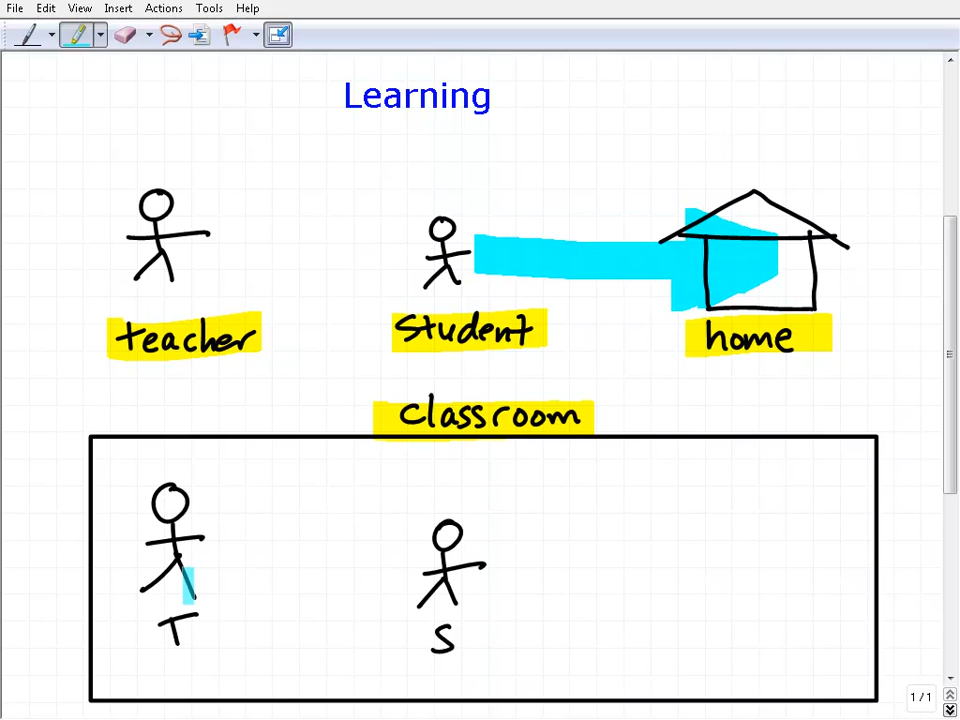 File Edit View Insert Actions Tools Help
Learning
teacher student home
classroom
T S
1 / 1